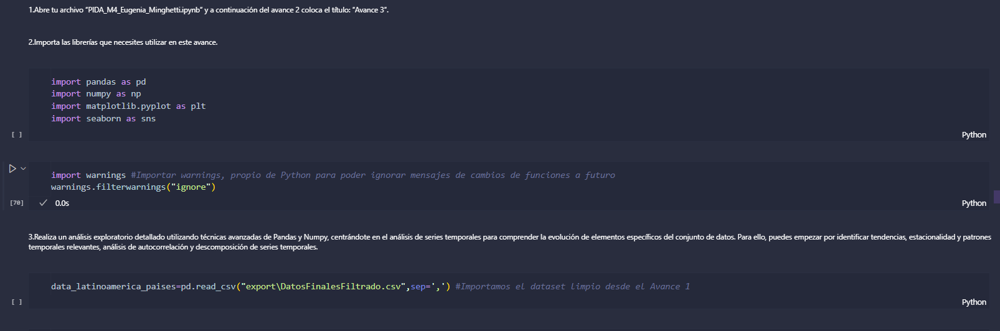 1.Abre tu archivo “PIDA_M4_Eugenia_Minghetti.ipynb” y a continuación del avance 2 coloca el título: “Avance 3”.
2.Importa las librerías que necesites utilizar en este avance.
import pandas as pd
import numpy as np
import matplotlib.pyplot as plt
import seaborn as sns
[ ]
Python
import warnings #Importar warnings, propio de Python para poder ignorar mensajes de cambios de funciones a futuro
warnings.filterwarnings("ignore")
[70] 0.0s
Python
3.Realiza un análisis exploratorio detallado utilizando técnicas avanzadas de Pandas y Numpy, centrándote en el análisis de series temporales para comprender la evolución de elementos específicos del conjunto de datos. Para ello, puedes empezar por identificar tendencias, estacionalidad y patrones
temporales relevantes, análisis de autocorrelación y descomposición de series temporales.
data_latinoamerica_paises=pd.read_csv("export\DatosFinalesFiltrado.csv",sep=',') #Importamos el dataset limpio desde el Avance 1
[ ]
Python